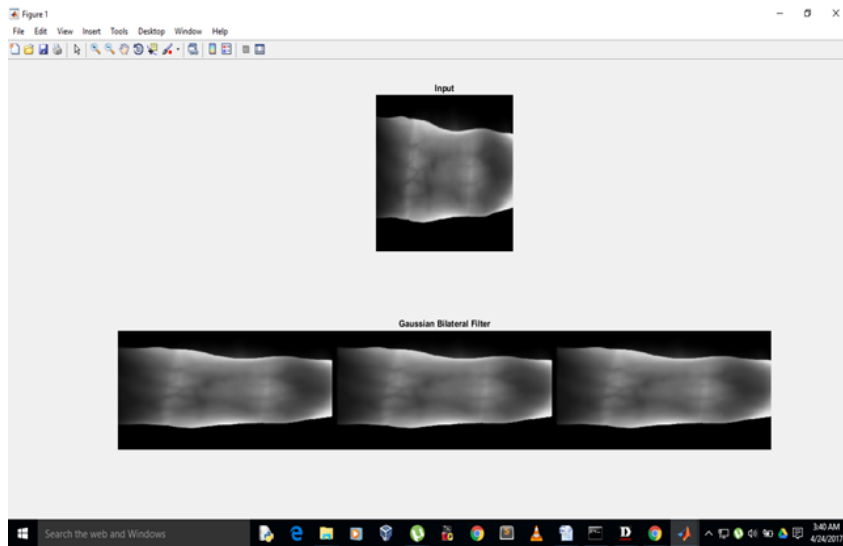 Figure 1
File Edit View Insert Tools Desktop Window Help
Input
Gaussian Bilateral Filter
Search the web and Windows
3:40 AM
4/24/2017